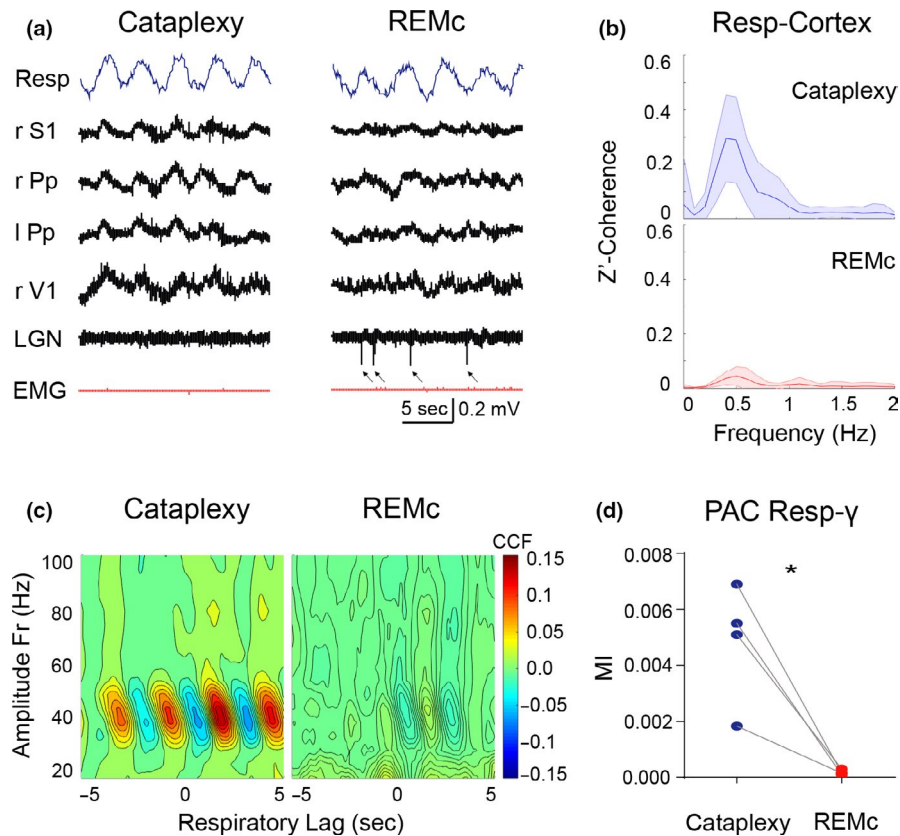 (a)
Cataplexy
REMc
Resp
r S1
r Pp
l Pp
r V1
LGN
EMG
5 sec
0.2 mV
(b)
Resp-Cortex
Cataplexy
0.6
0.4
0.2
0
REMc
0.6
0.4
0.2
0
Z'-Coherence
0
0.5
1
1.5
2
Frequency (Hz)
(c)
Cataplexy
REMc
CCF
100
80
60
40
20
Amplitude Fr (Hz)
0.15
0.10
0.05
0.0
−0.05
−0.1
−0.15
−5
0
5
−5
0
5
Respiratory Lag (sec)
(d)
PAC Resp-γ
*
0.008
0.006
0.004
0.002
0.000
MI
Cataplexy
REMc